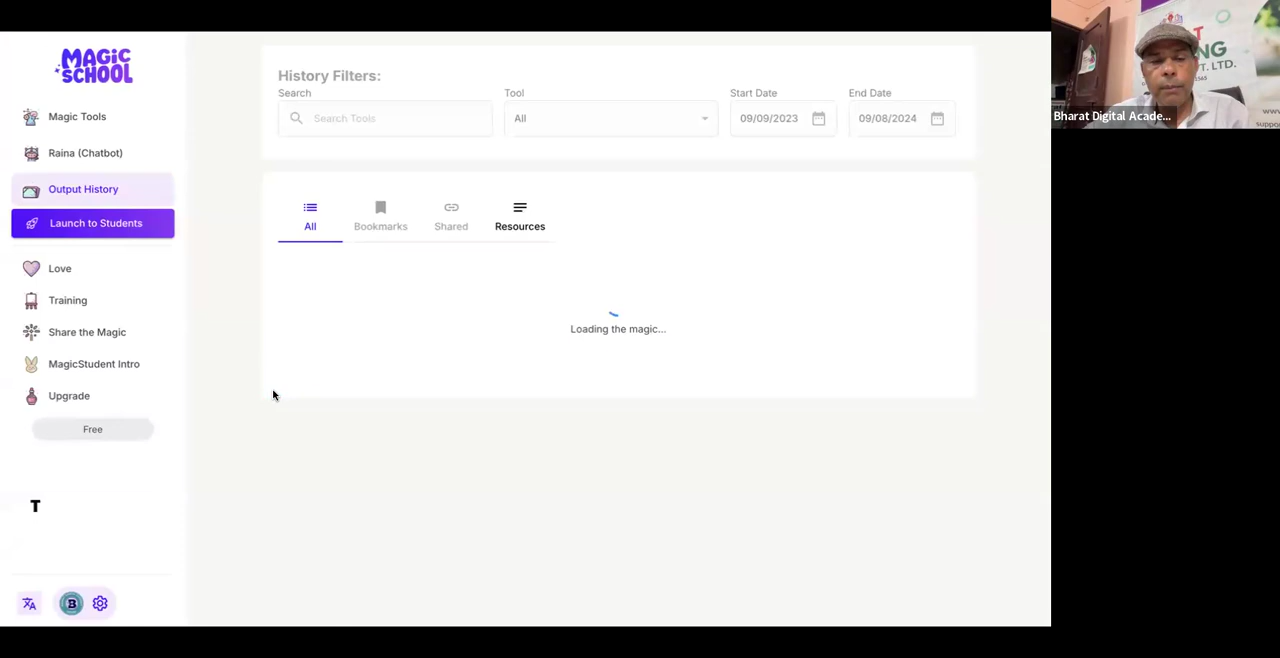 MAGIC
SCHOOL
Magic Tools
Raina (Chatbot)
Output History
Launch to Students
Love
Training
Share the Magic
MagicStudent Intro
Upgrade
Free
T
B
History Filters:
Search
Search Tools
Tool
All
Start Date
09/09/2023
End Date
09/08/2024
All
Bookmarks
Shared
Resources
Loading the magic...
T
NG
T. LTD.
Bharat Digital Acade...